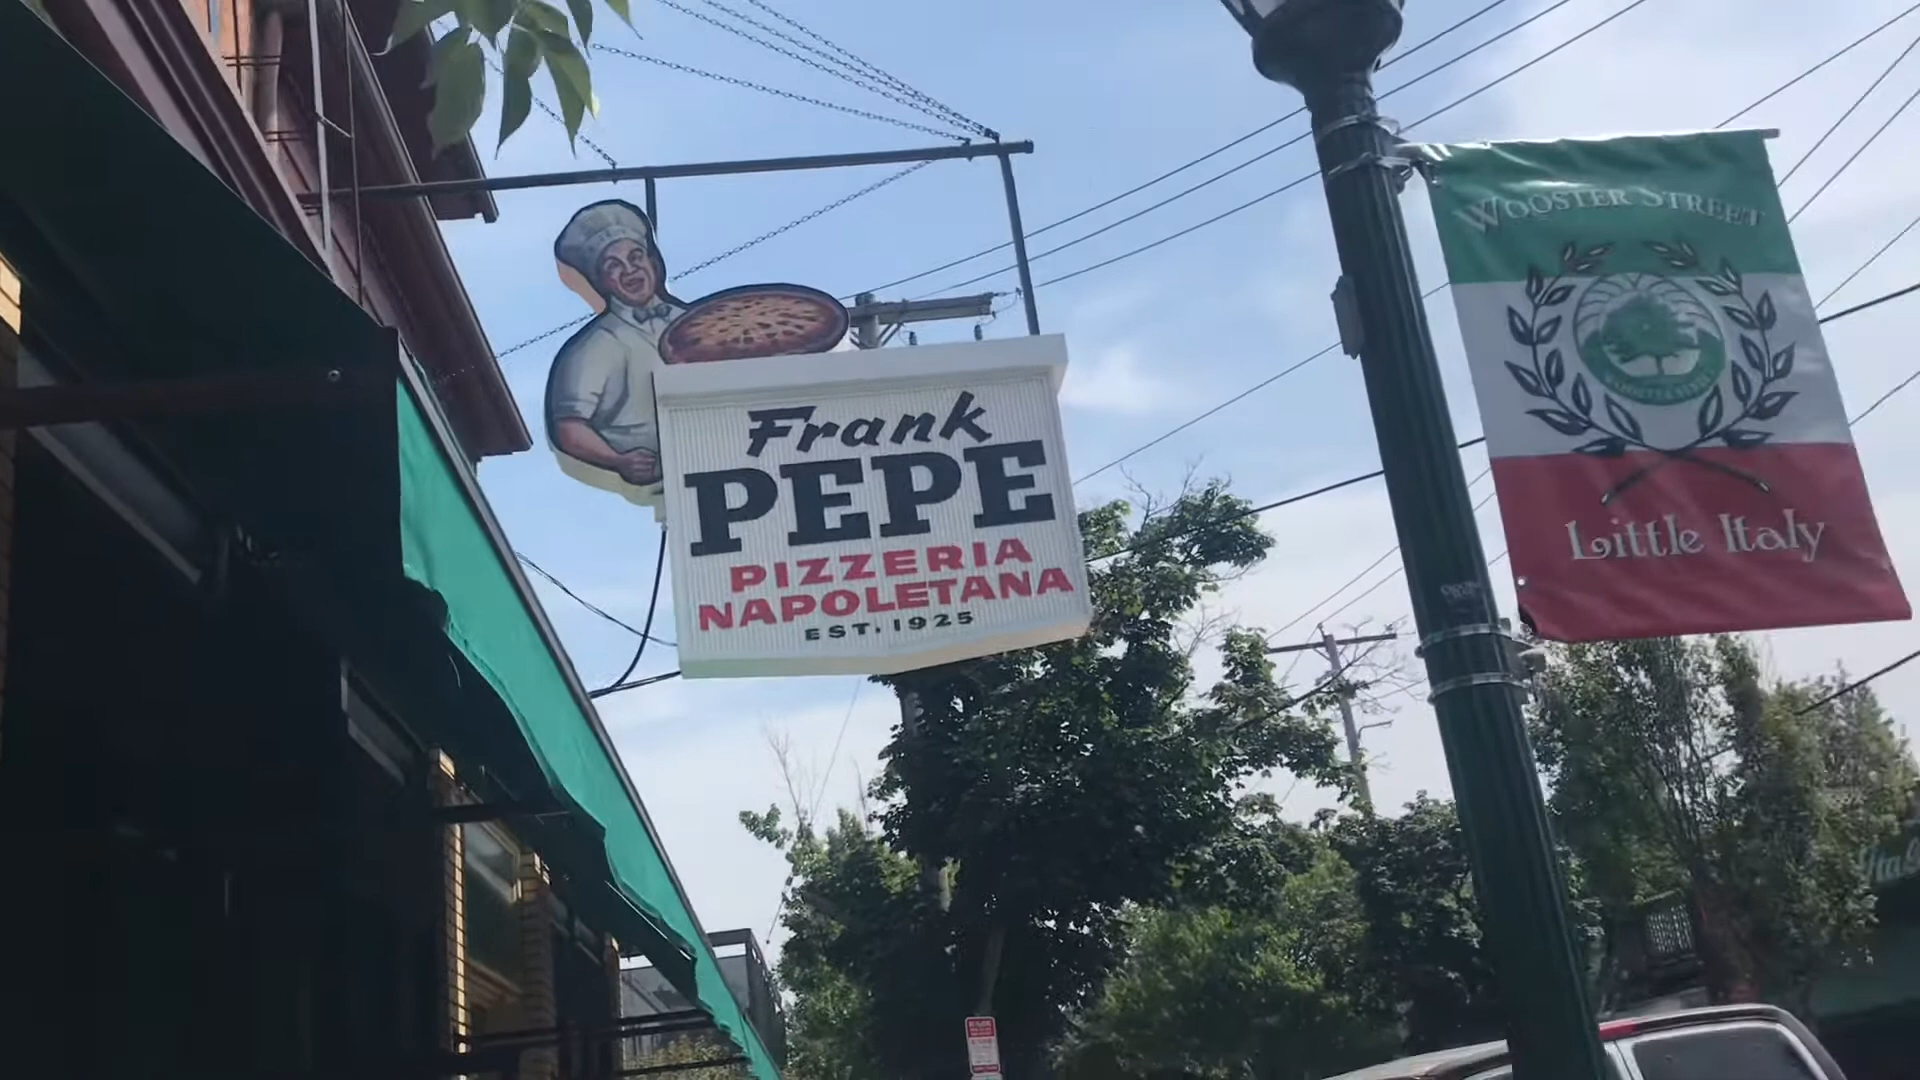 Frank
PEPE
PIZZERIA
NAPOLETANA
EST. 1925
WOOSTER STREET
Little Italy